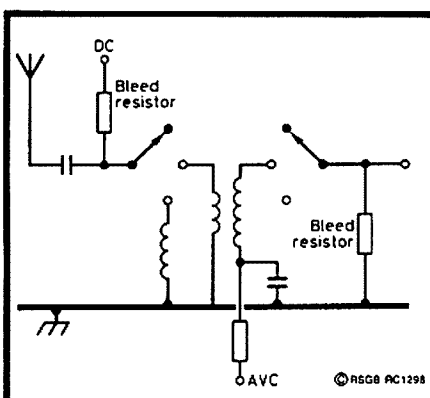 DC
Bleed
resistor
Bleed
resistor
AVC
© RSGB RC1298